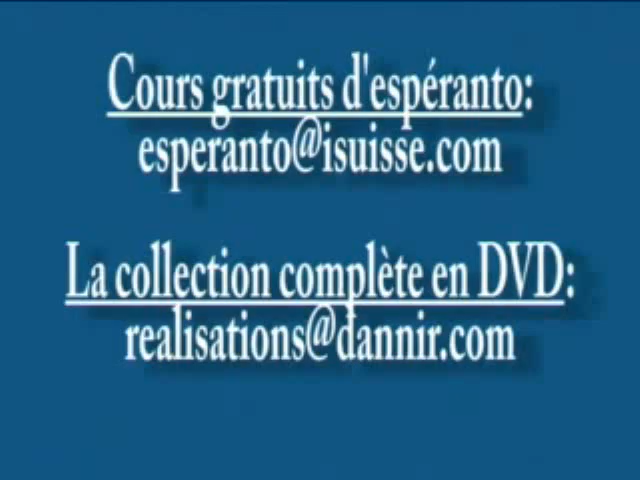 Cours gratuits d'espéranto:
esperanto@isuisse.com
La collection complète en DVD:
realisations@dannir.com